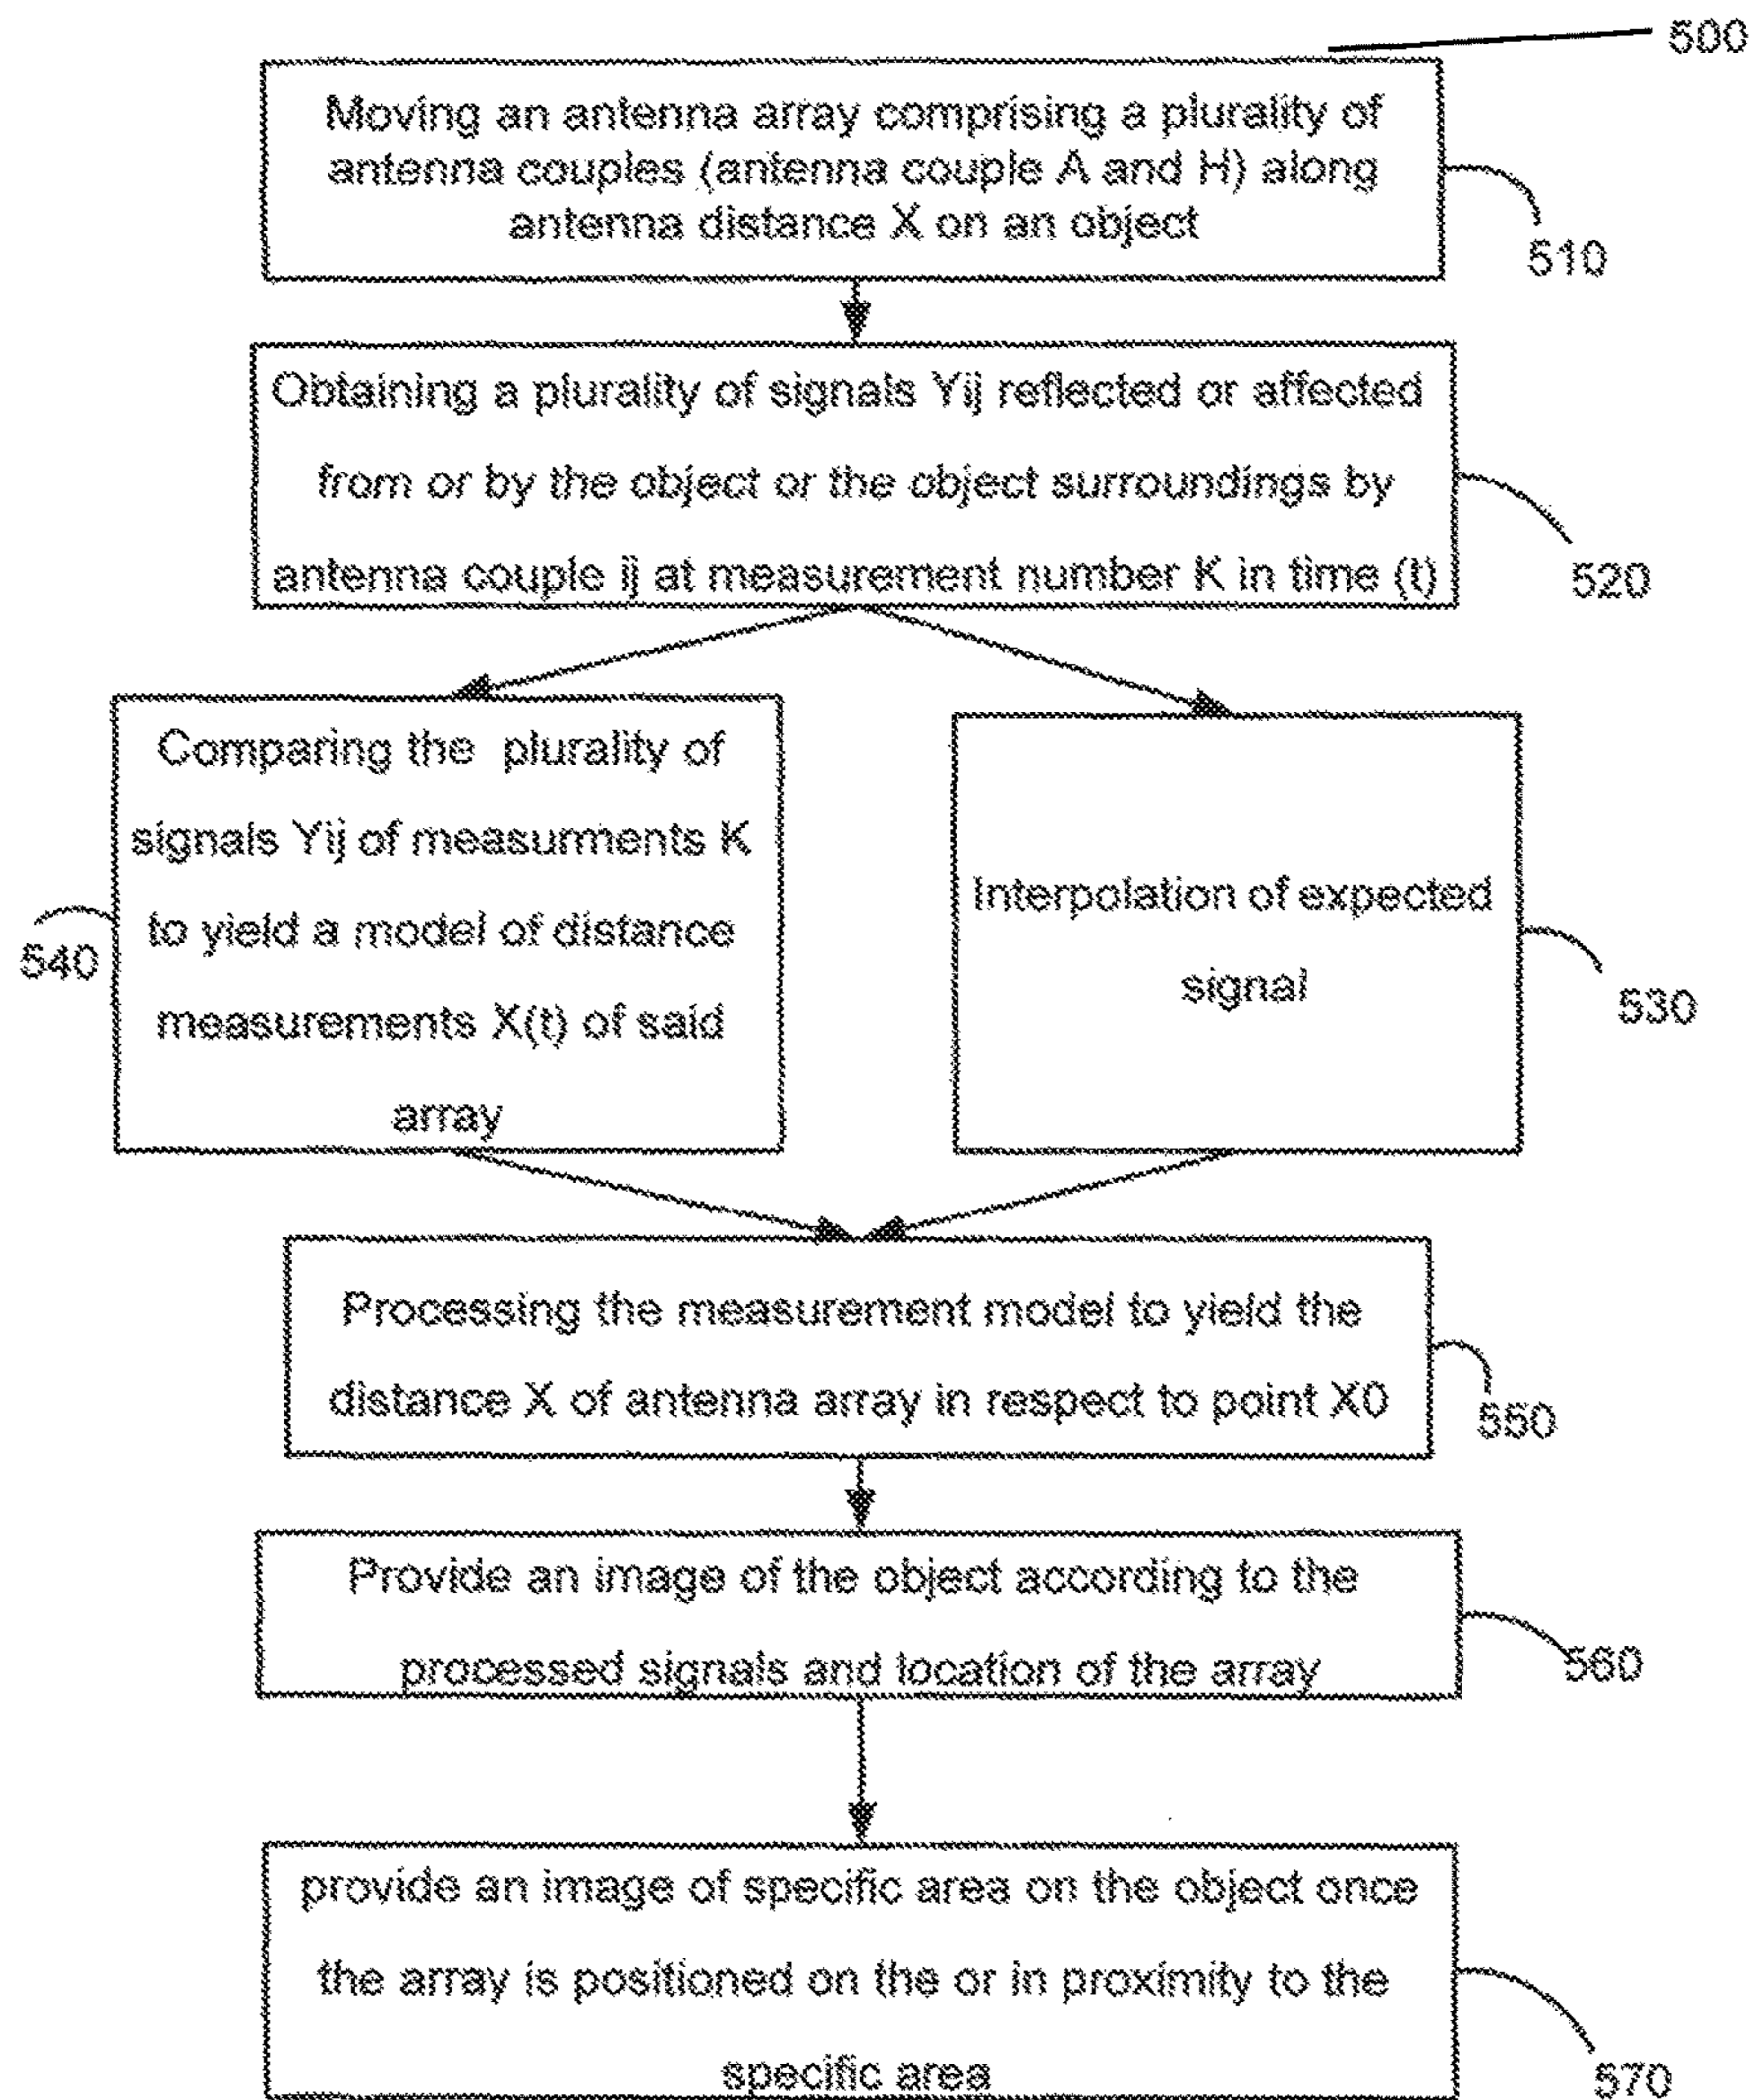 500
Moving an antenna array comprising a plurality of
antenna couples (antenna couple A and H) along
antenna distance X on an object
510
Obtaining a plurality of signals Yij reflected or affected
from or by the object or the object surroundings by
antenna couple ij at measurement number K in time (t)
520
Comparing the plurality of
signals Yij of measurments K
to yield a model of distance
measurements X(t) of said
array
540
Interpolation of expected
signal
530
Processing the measurement model to yield the
distance X of antenna array in respect to point X0
550
Provide an image of the object according to the
processed signals and location of the array
560
provide an image of specific area on the object once
the array is positioned on the or in proximity to the
specific area
570